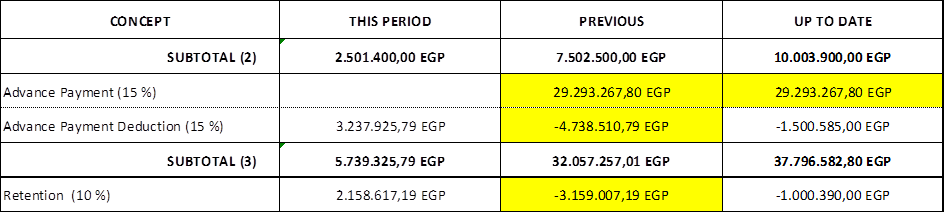 CONCEPT THIS PERIOD PREVIOUS UP TO DATE
SUBTOTAL (2) 2.501.400,00 EGP 7.502.500,00 EGP 10.003.900,00 EGP
Advance Payment (15 %) 29.293.267,80 EGP 29.293.267,80 EGP
Advance Payment Deduction (15 %) 3.237.925,79 EGP -4.738.510,79 EGP -1.500.585,00 EGP
SUBTOTAL (3) 5.739.325,79 EGP 32.057.257,01 EGP 37.796.582,80 EGP
Retention (10 %) 2.158.617,19 EGP -3.159.007,19 EGP -1.000.390,00 EGP